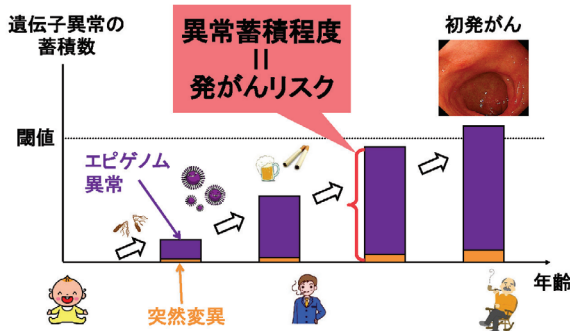 遺伝子異常の
蓄積数
異常蓄積程度
=
発がんリスク
初発がん
閾値
エピゲノム
異常
突然変異
年齢